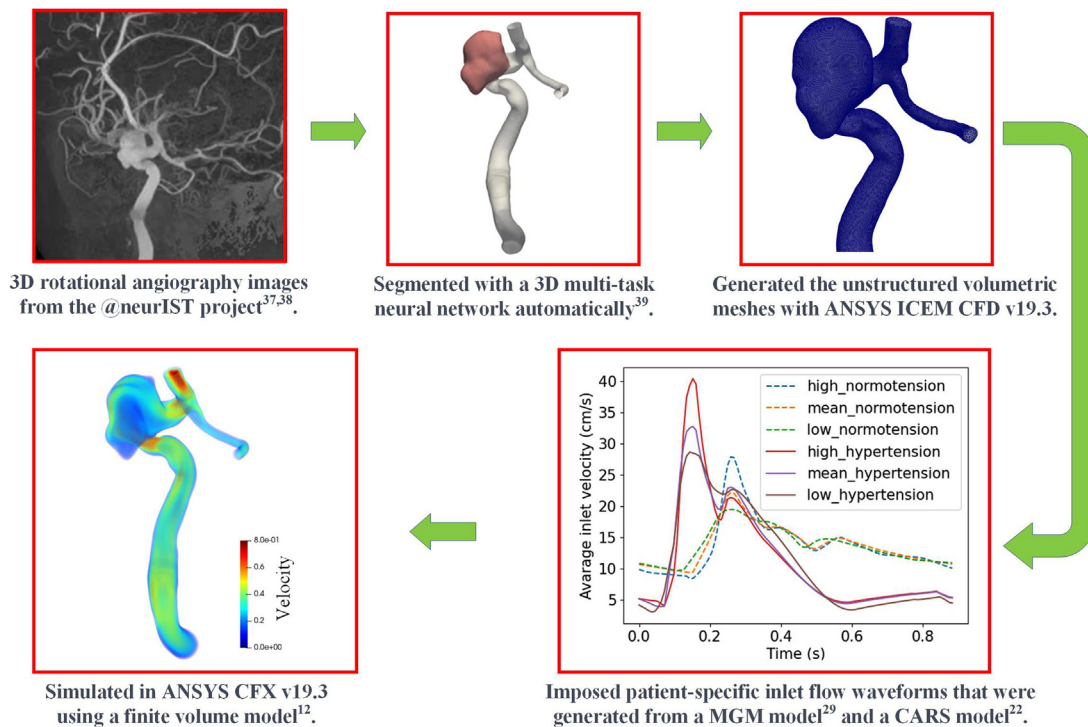 3D rotational angiography images
from the @neurIST project37,38.
Segmented with a 3D multi-task
neural network automatically39.
Generated the unstructured volumetric
meshes with ANSYS ICEM CFD v19.3.
8.0e-01
0.6
0.4
0.2
0.0e+00
Velocity
Simulated in ANSYS CFX v19.3
using a finite volume model12.
Avarage inlet velocity (cm/s)
40
35
30
25
20
15
10
5
high_normotension
mean_normotension
low_normotension
high_hypertension
mean_hypertension
low_hypertension
0.0 0.2 0.4 0.6 0.8
Time (s)
Imposed patient-specific inlet flow waveforms that were
generated from a MGM model29 and a CARS model22.